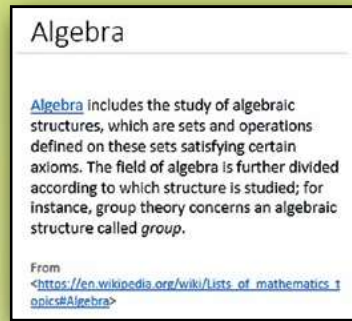 Algebra
Algebra includes the study of algebraic
structures, which are sets and operations
defined on these sets satisfying certain
axioms. The field of algebra is further divided
according to which structure is studied; for
instance, group theory concerns an algebraic
structure called group.
From
<https://en.wikipedia.org/wiki/Lists_of_mathematics_t
opics#Algebra>